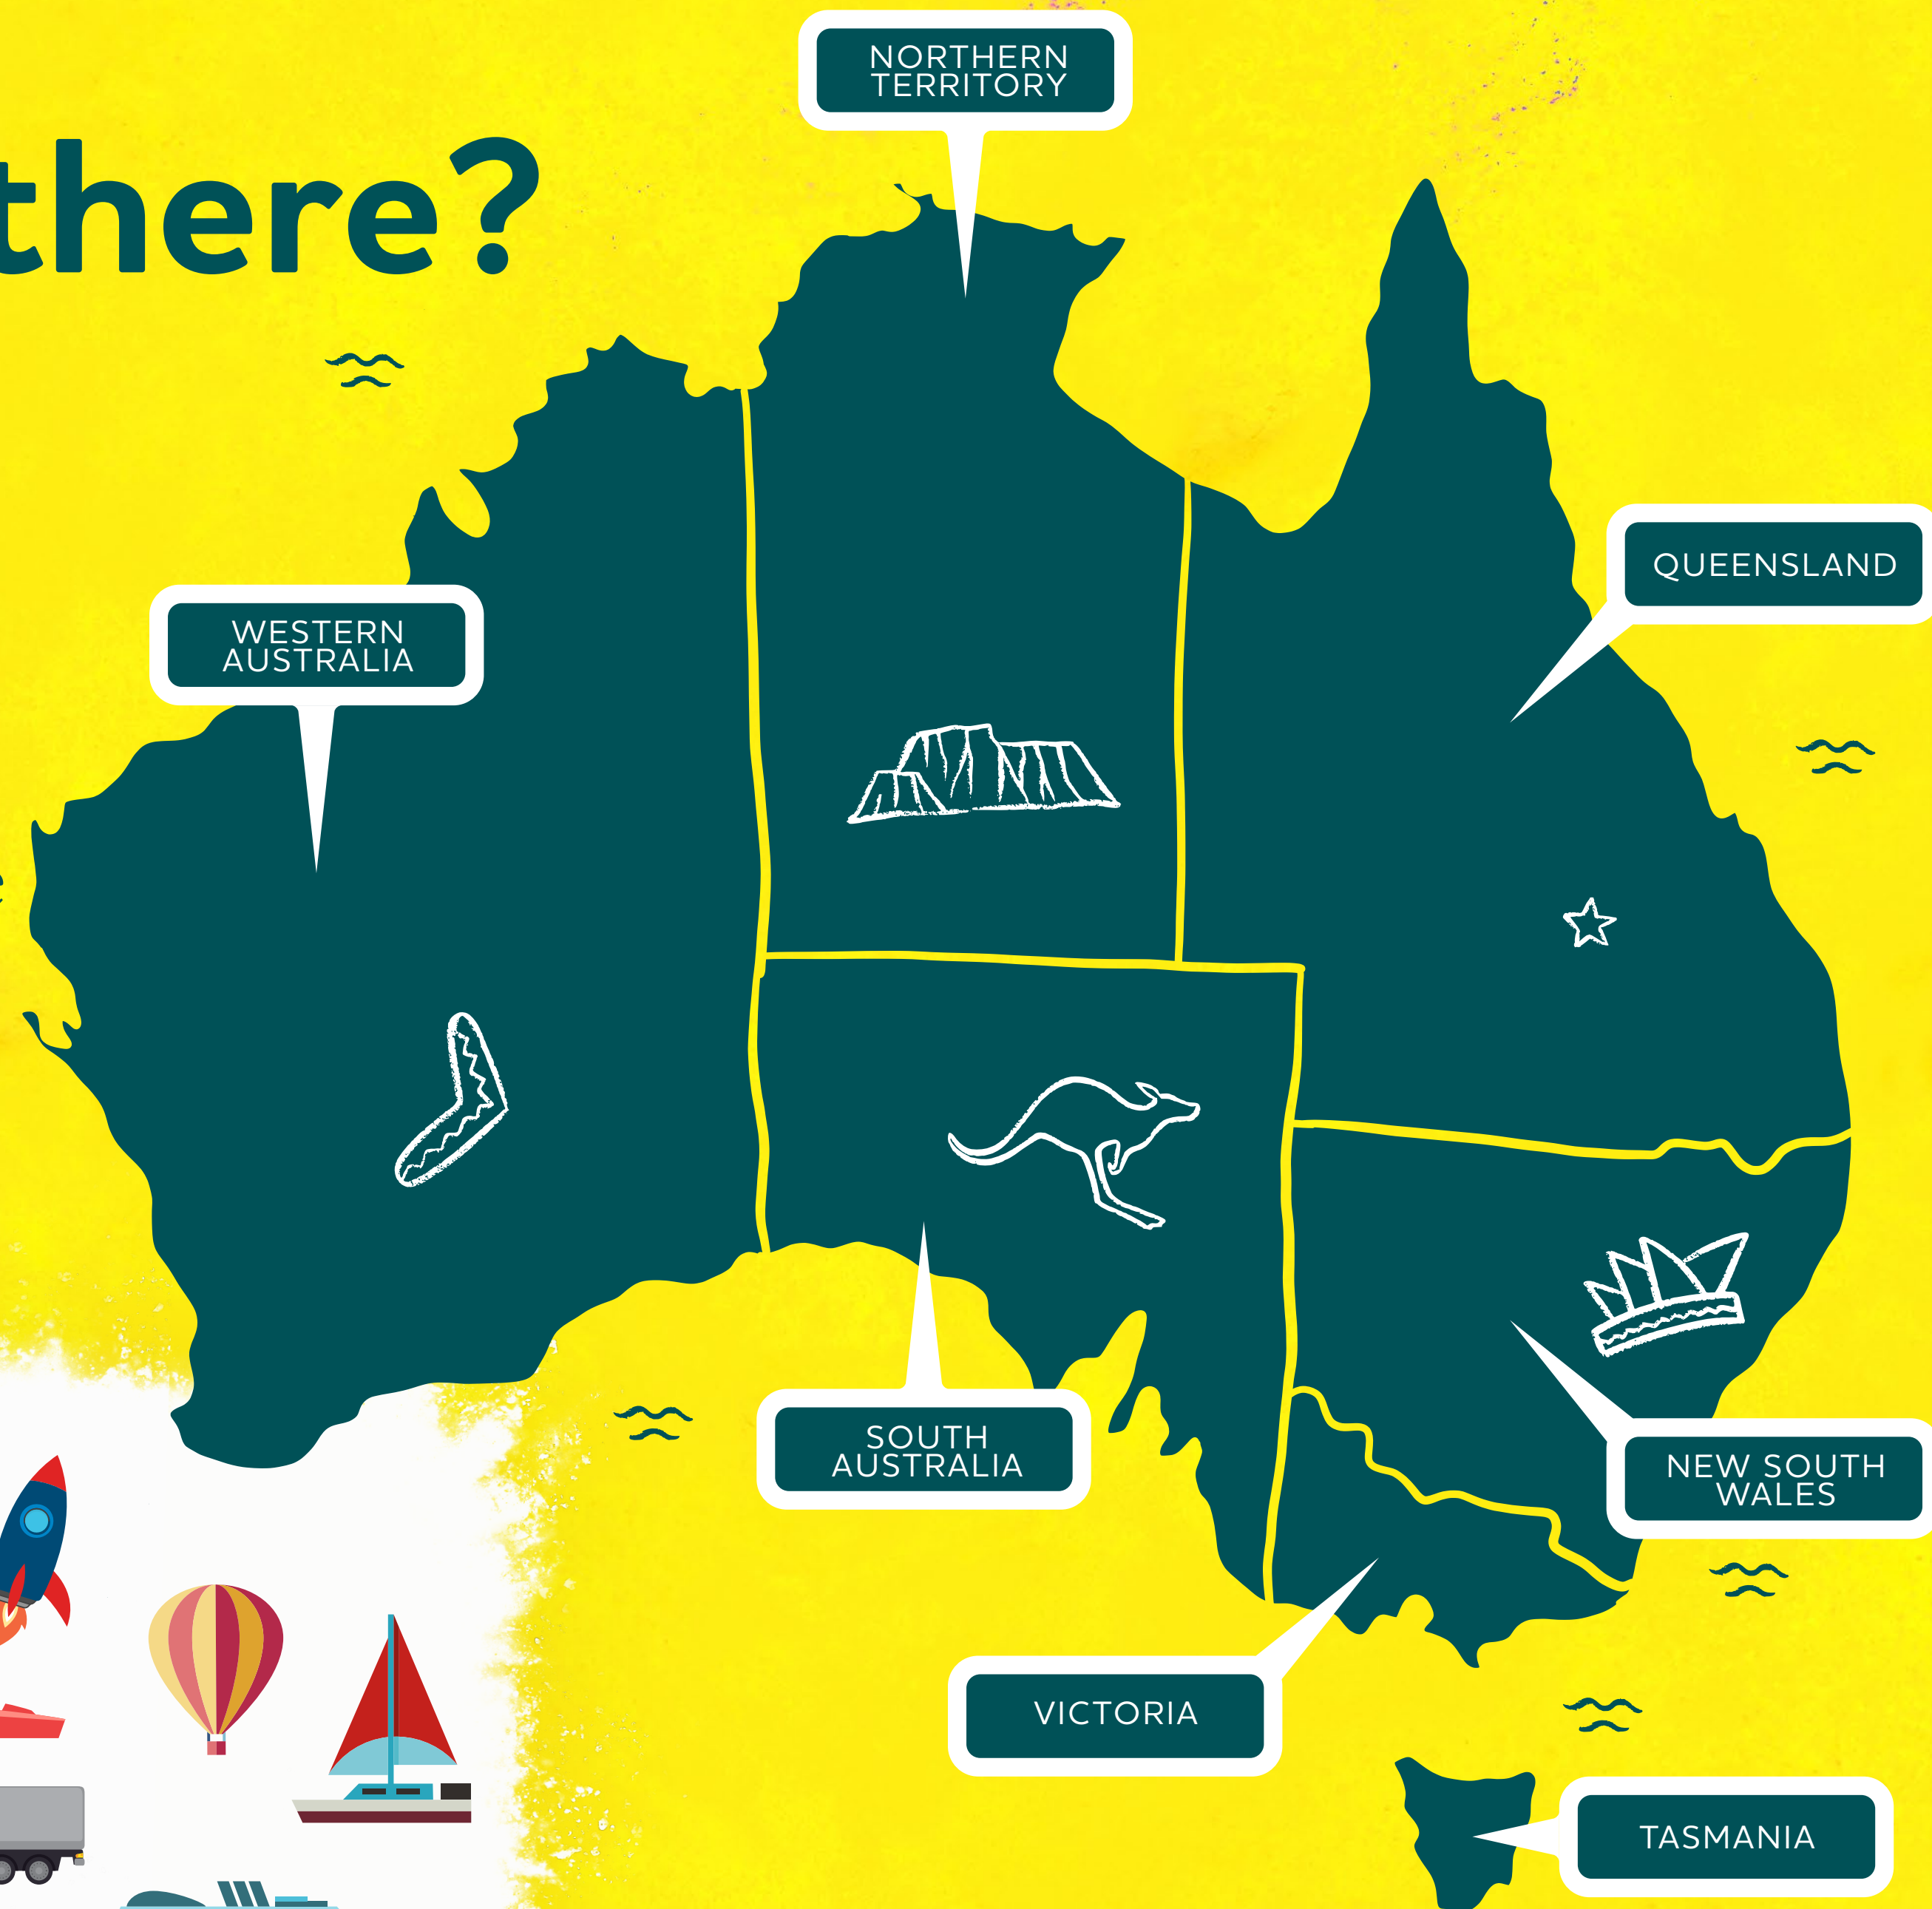 NORTHERN
TERRITORY
there?
QUEENSLAND
WESTERN
AUSTRALIA
SOUTH
AUSTRALIA
NEW SOUTH
WALES
VICTORIA
TASMANIA